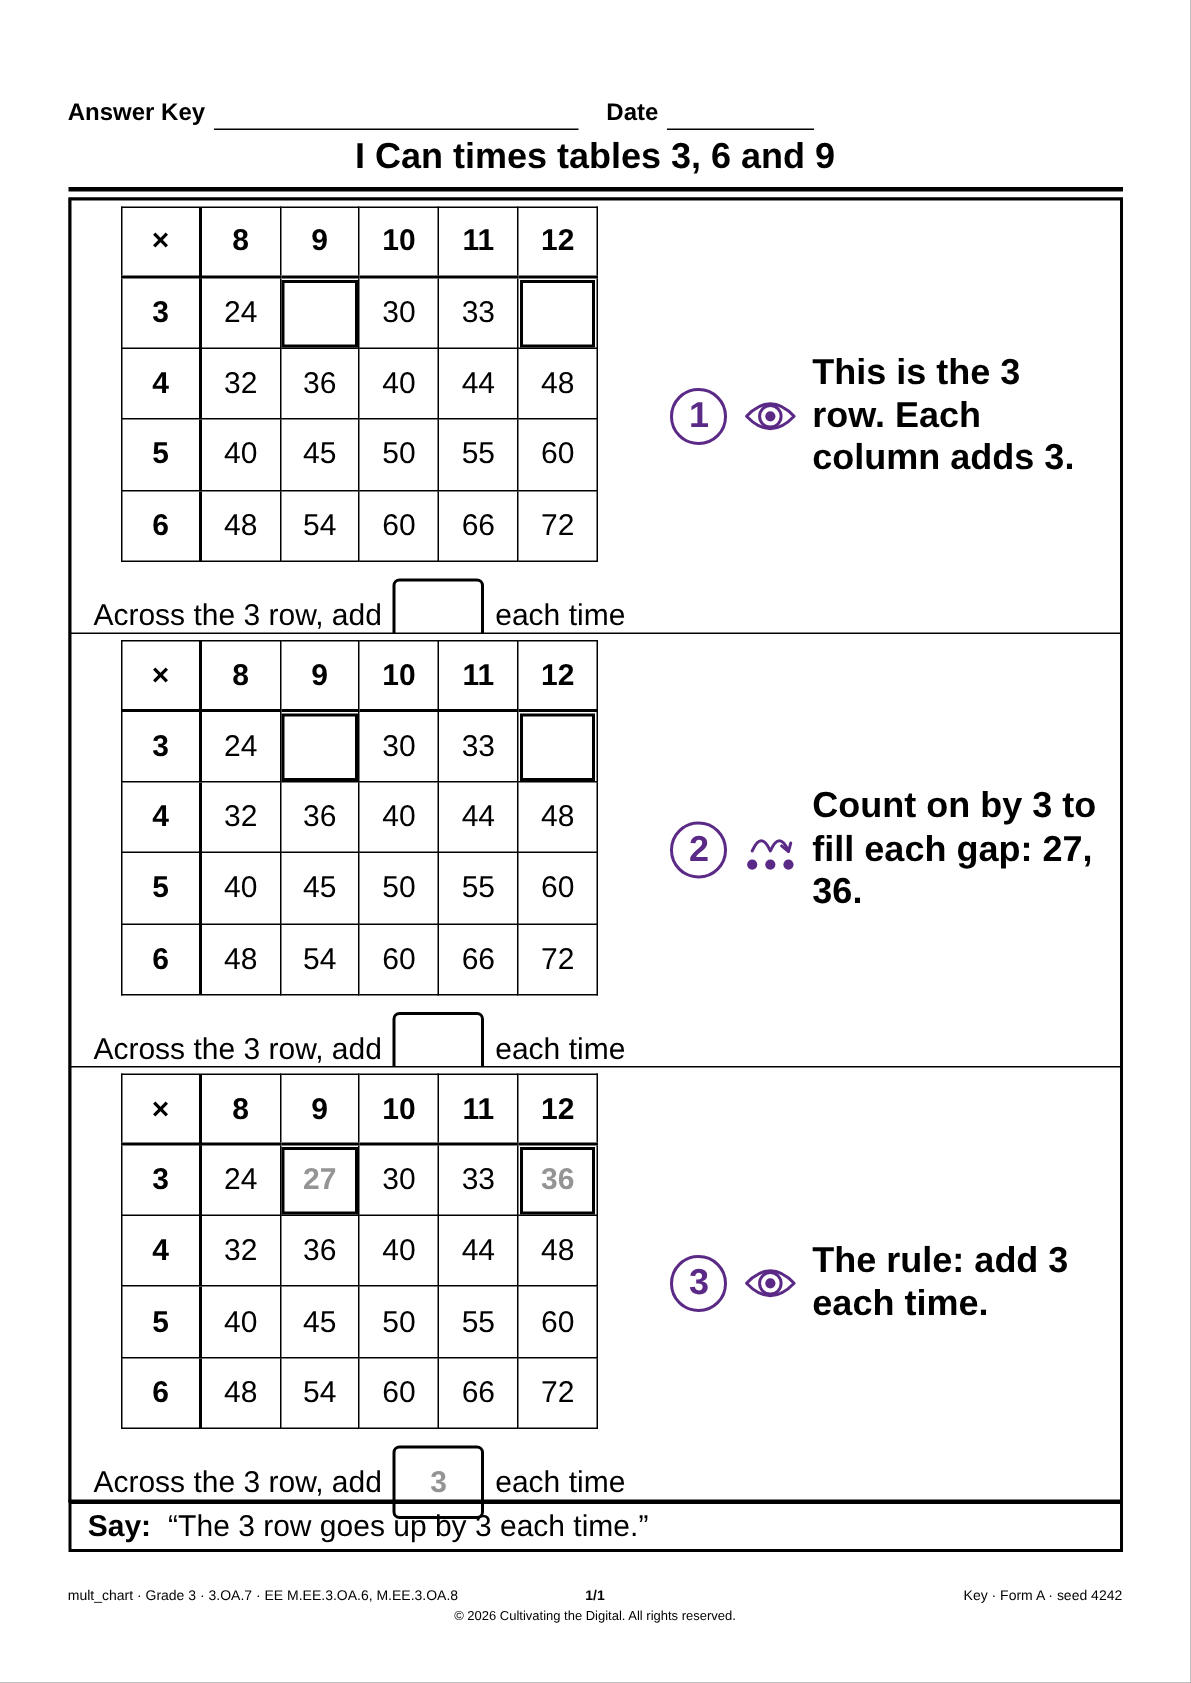 Answer Key Date
I Can times tables 3, 6 and 9
× 8 9 10 11 12
3 24 30 33
4 32 36 40 44 48
5 40 45 50 55 60
6 48 54 60 66 72
Across the 3 row, add each time
1 This is the 3
row. Each
column adds 3.
× 8 9 10 11 12
3 24 30 33
4 32 36 40 44 48
5 40 45 50 55 60
6 48 54 60 66 72
Across the 3 row, add each time
2 Count on by 3 to
fill each gap: 27,
36.
× 8 9 10 11 12
3 24 27 30 33 36
4 32 36 40 44 48
5 40 45 50 55 60
6 48 54 60 66 72
Across the 3 row, add 3 each time
3 The rule: add 3
each time.
Say: “The 3 row goes up by 3 each time.”
mult_chart · Grade 3 · 3.OA.7 · EE M.EE.3.OA.6, M.EE.3.OA.8 1/1 Key · Form A · seed 4242
© 2026 Cultivating the Digital. All rights reserved.